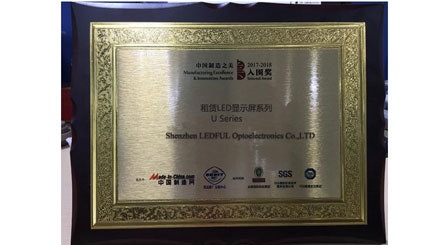 中国制造之美
Manufacturing Excellence
& Innovation Awards
2017-2018
入围奖
租赁LED显示屏系列
U Series
Shenzhen LEDFUL Optoelectronics Co.,LTD
Made-in-China.com
中国制造网
SGS